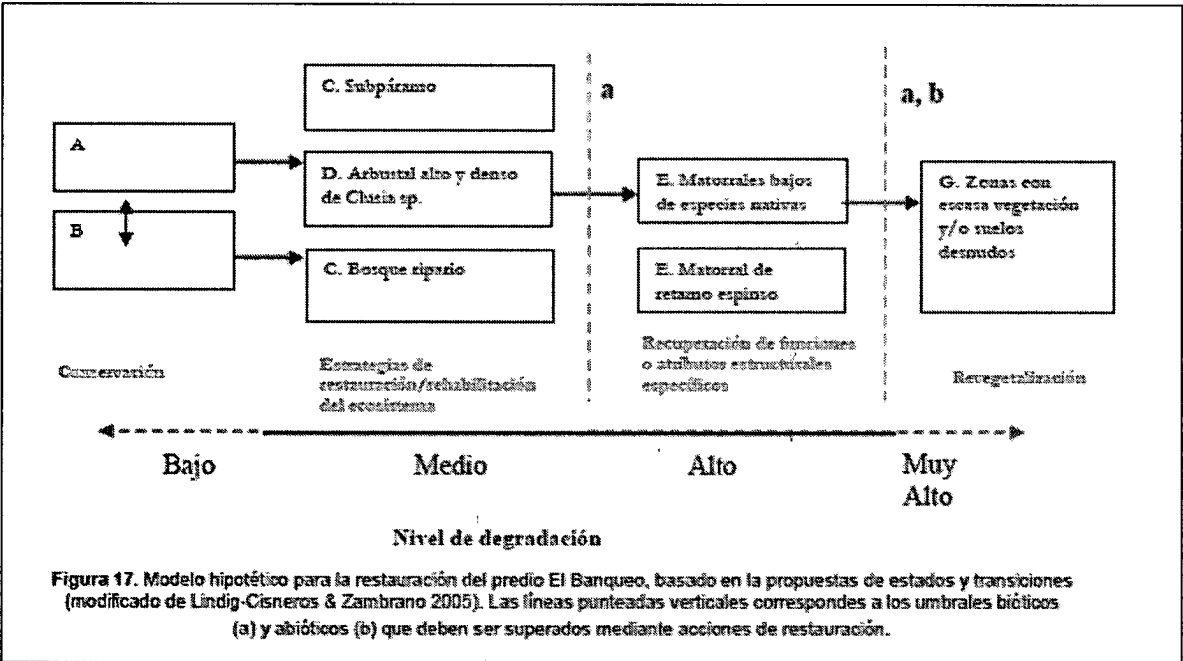 C. Subpáramo
a
a, b
A
D. Arbustal alto y denso
de Clusia sp.
E. Matorrales bajos
de especies nativas
G. Zonas con
escasa vegetación
y/o suelos
desnudos
B
C. Bosque ripario
E. Matorral de
retamo espinoso
Conservación
Estrategias de
restauración/rehabilitación
del ecosistema
Recuperación de funciones
o atributos estructurales
específicos
Revegetalización
Bajo
Medio
Alto
Muy
Alto
Nivel de degradación
Figura 17. Modelo hipotético para la restauración del predio El Banqueo, basado en la propuestas de estados y transiciones
(modificado de Lindig-Cisneros & Zambrano 2005). Las líneas punteadas verticales correspondes a los umbrales bióticos
(a) y abióticos (b) que deben ser superados mediante acciones de restauración.